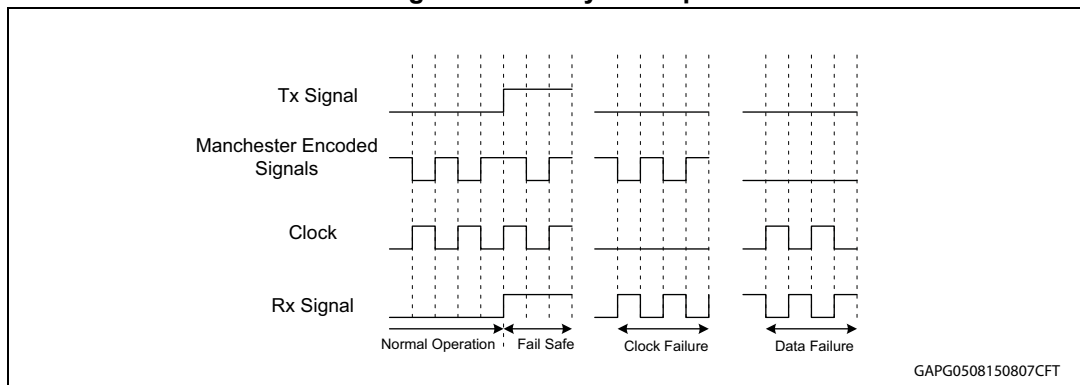 Tx Signal
Manchester Encoded
Signals
Clock
Rx Signal
Normal Operation
Fail Safe
Clock Failure
Data Failure
GAPG0508150807CFT